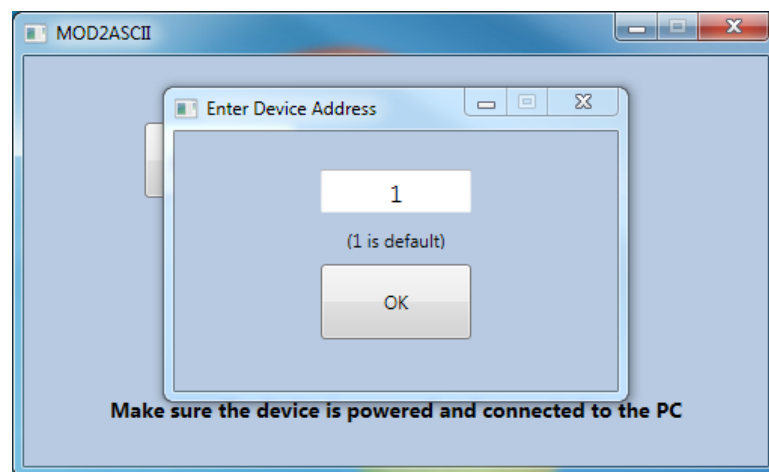 MOD2ASCII
Enter Device Address
1
(1 is default)
OK
Make sure the device is powered and connected to the PC